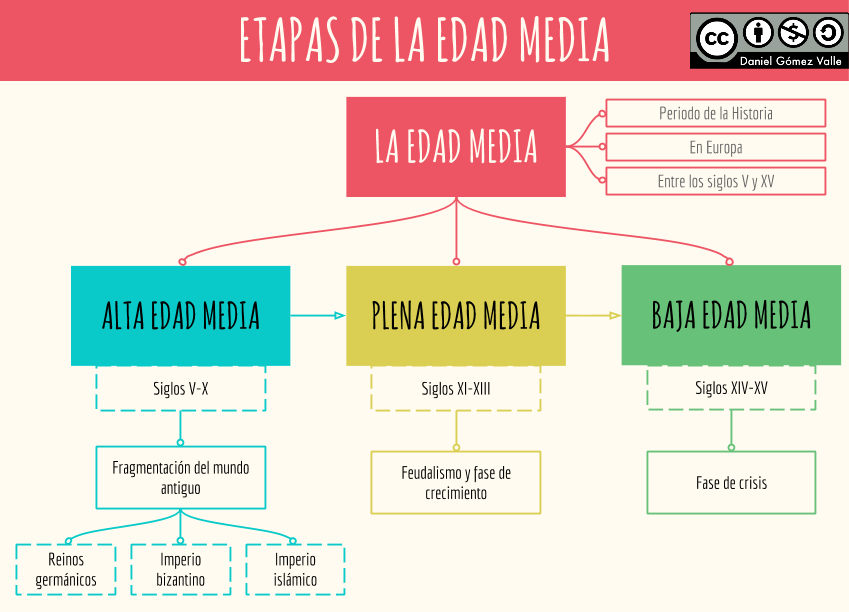 ETAPAS DE LA EDAD MEDIA
cc
Daniel Gómez Valle
LA EDAD MEDIA
Periodo de la Historia
En Europa
Entre los siglos V y XV
ALTA EDAD MEDIA
PLENA EDAD MEDIA
BAJA EDAD MEDIA
Siglos V-X
Siglos XI-XIII
Siglos XIV-XV
Fragmentación del mundo
antiguo
Feudalismo y fase de
crecimiento
Fase de crisis
Reinos
germánicos
Imperio
bizantino
Imperio
islámico